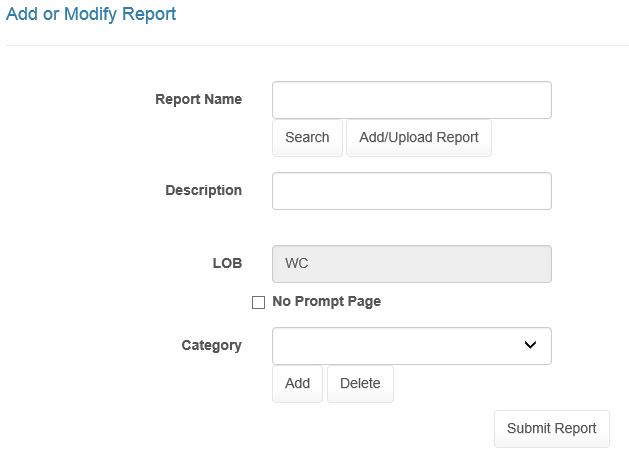 Add or Modify Report
Report Name
Search Add/Upload Report
Description
LOB WC
No Prompt Page
Category
Add Delete
Submit Report